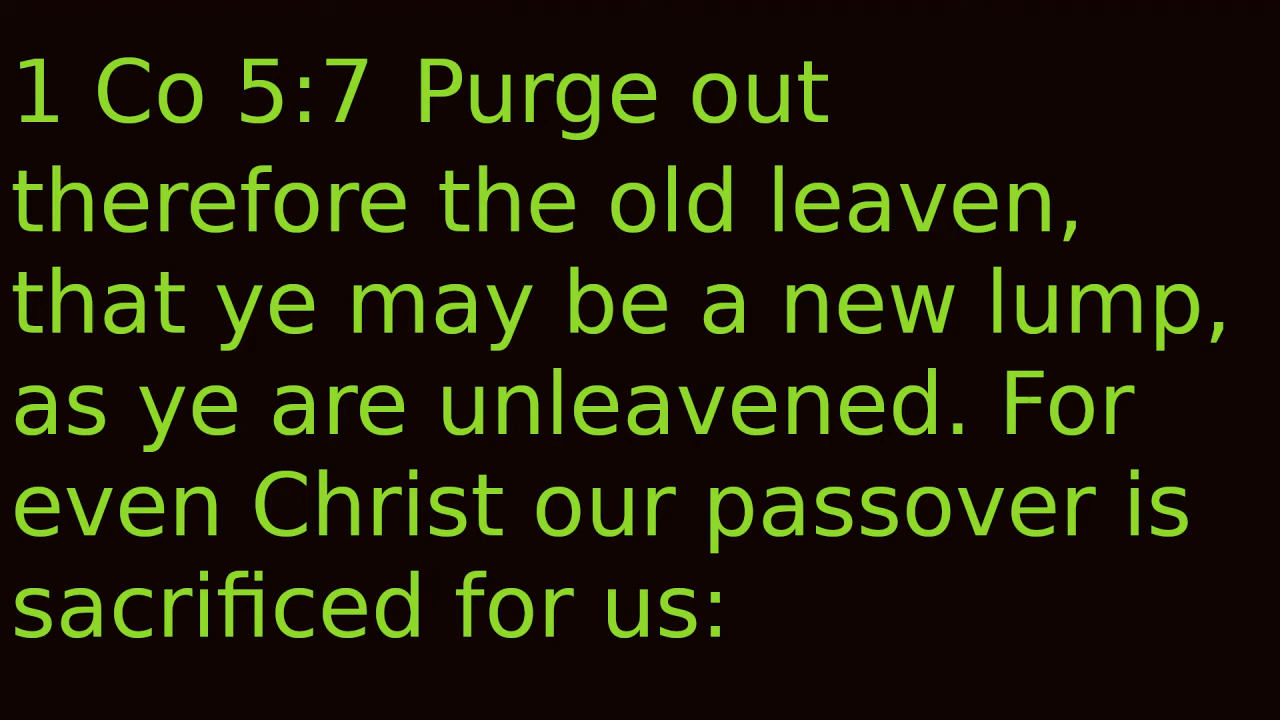 1 Co 5:7 Purge out
therefore the old leaven,
that ye may be a new lump,
as ye are unleavened. For
even Christ our passover is
sacrificed for us: